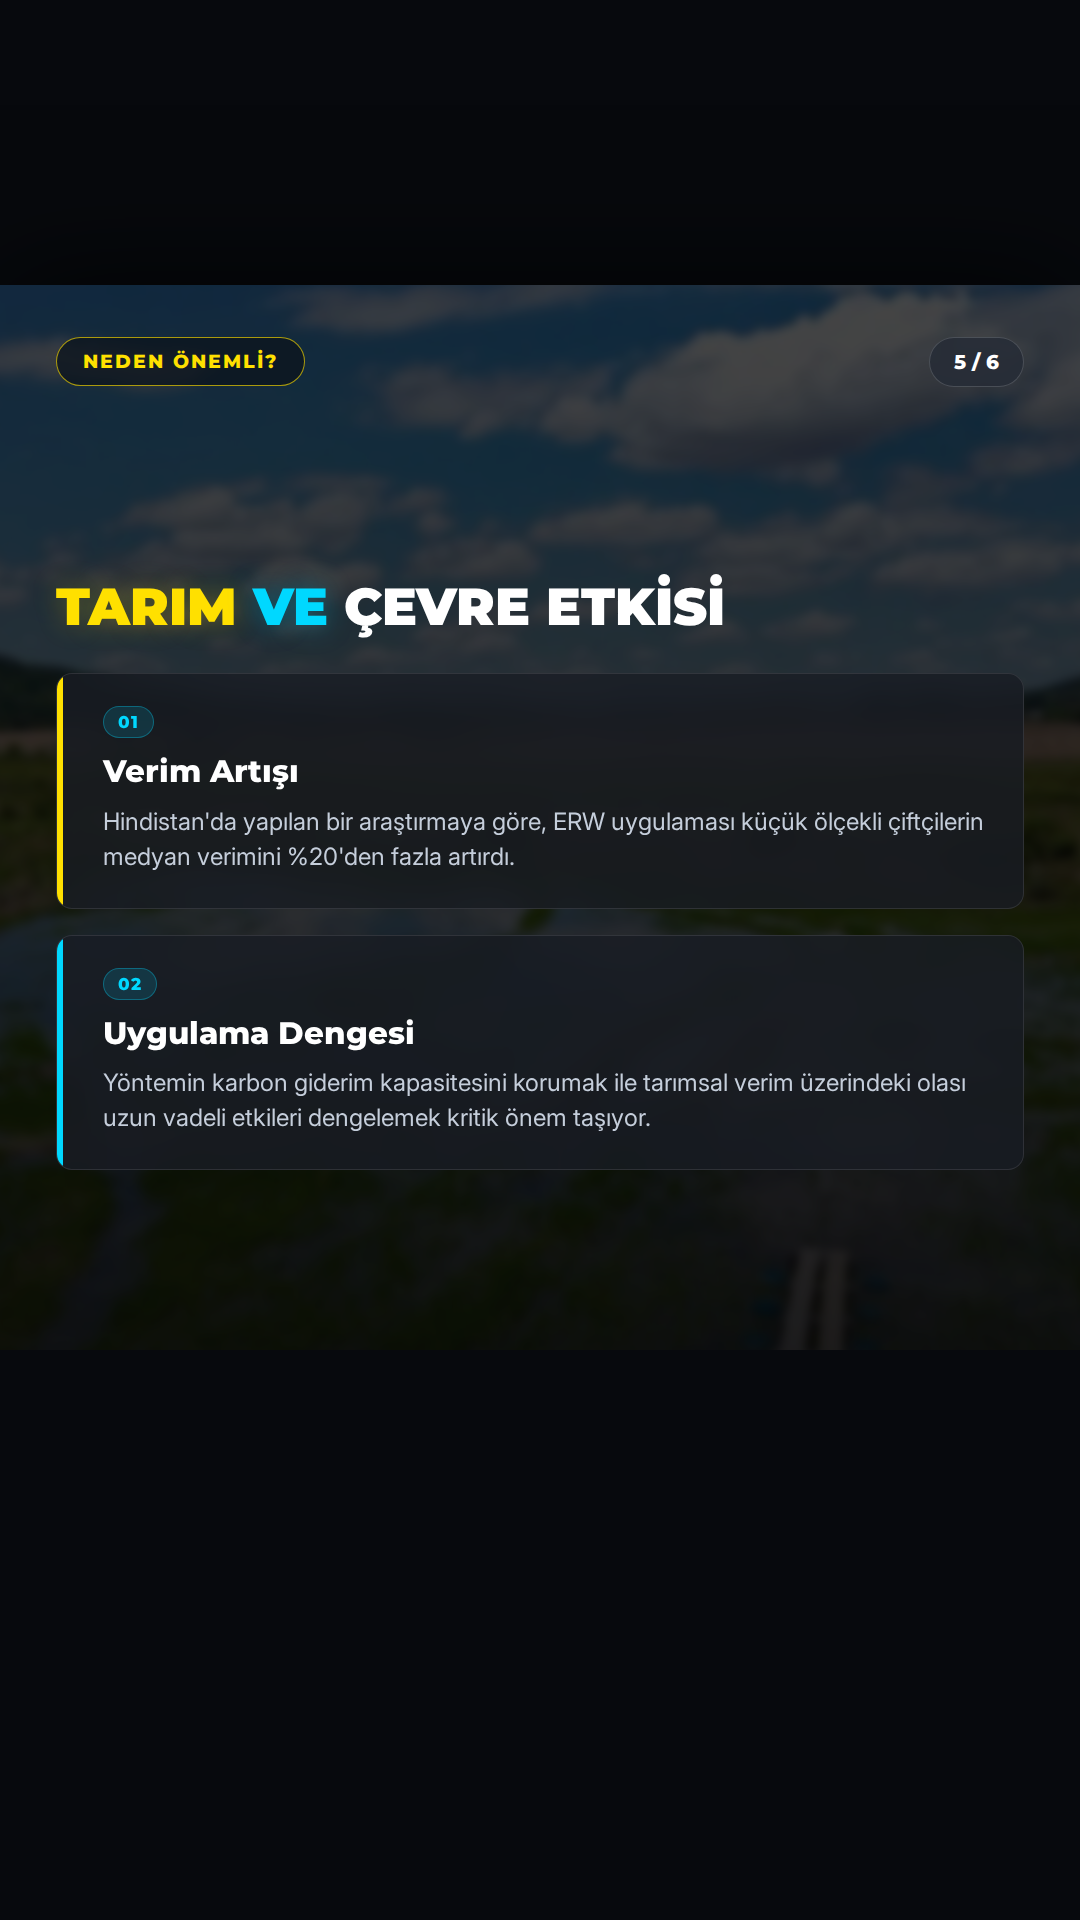 NEDEN ÖNEMLİ?
5 / 6
TARIM VE ÇEVRE ETKİSİ
01
Verim Artışı
Hindistan'da yapılan bir araştırmaya göre, ERW uygulaması küçük ölçekli çiftçilerin
medyan verimini %20'den fazla artırdı.
02
Uygulama Dengesi
Yöntemin karbon giderim kapasitesini korumak ile tarımsal verim üzerindeki olası
uzun vadeli etkileri dengelemek kritik önem taşıyor.